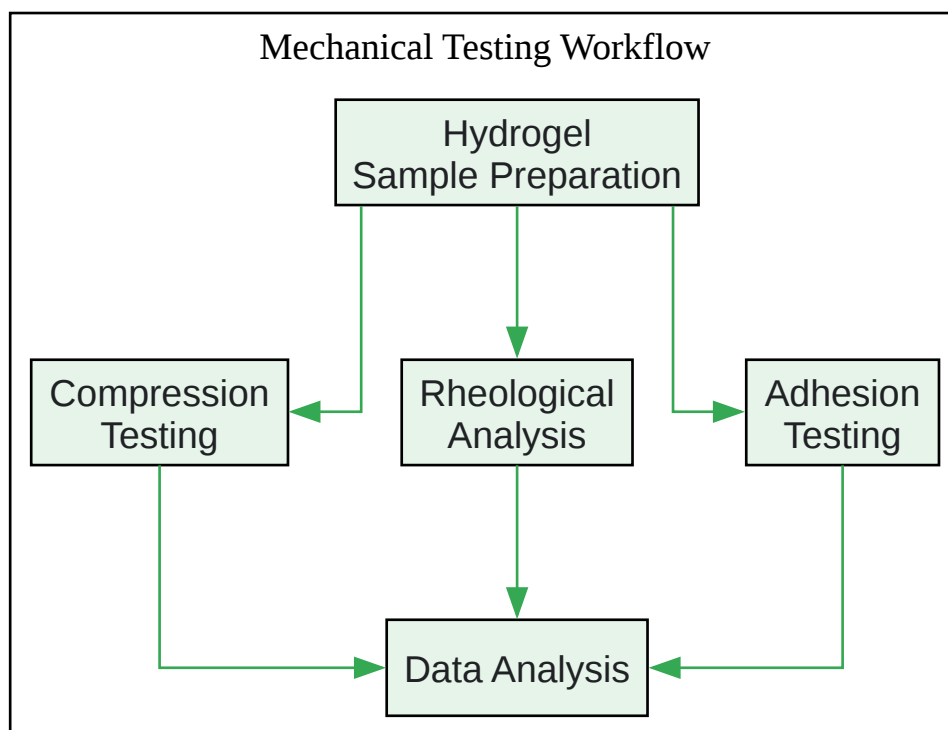 Mechanical Testing Workflow
Hydrogel
Sample Preparation
Compression
Testing
Rheological
Analysis
Adhesion
Testing
Data Analysis